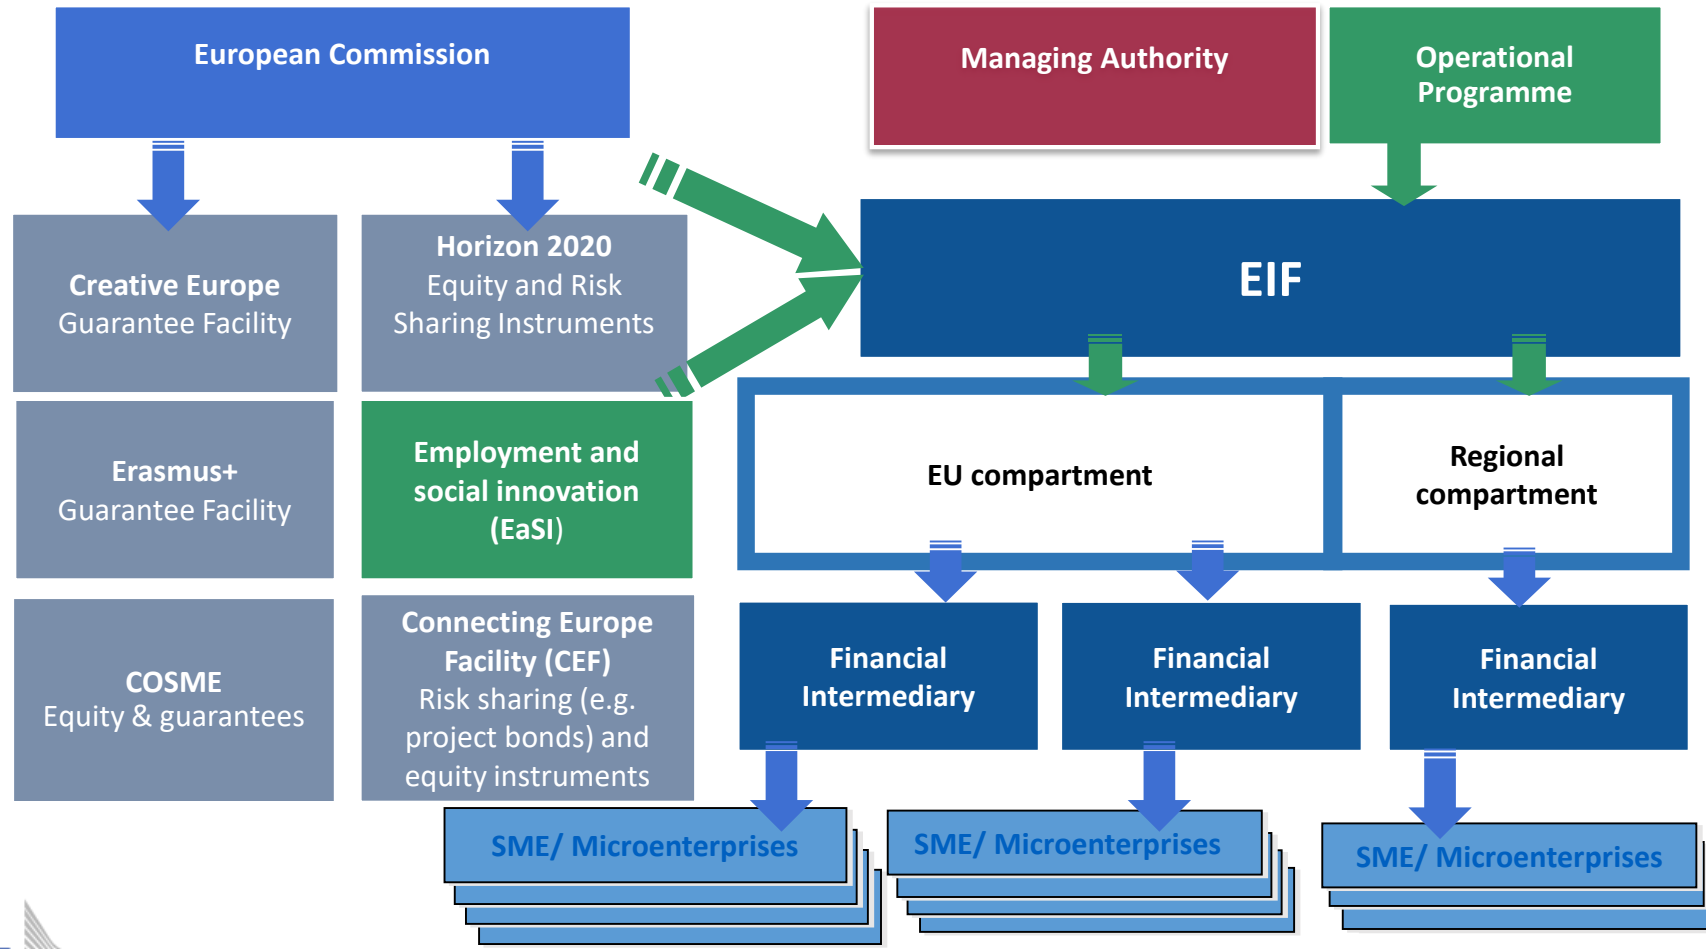 European Commission
Managing Authority
Operational
Programme
Creative Europe
Guarantee Facility
Horizon 2020
Equity and Risk
Sharing Instruments
EIF
Erasmus+
Guarantee Facility
Employment and
social innovation
(EaSI)
EU compartment
Regional
compartment
COSME
Equity & guarantees
Connecting Europe
Facility (CEF)
Risk sharing (e.g.
project bonds) and
equity instruments
Financial
Intermediary
Financial
Intermediary
Financial
Intermediary
SME/ Microenterprises
SME/ Microenterprises
SME/ Microenterprises